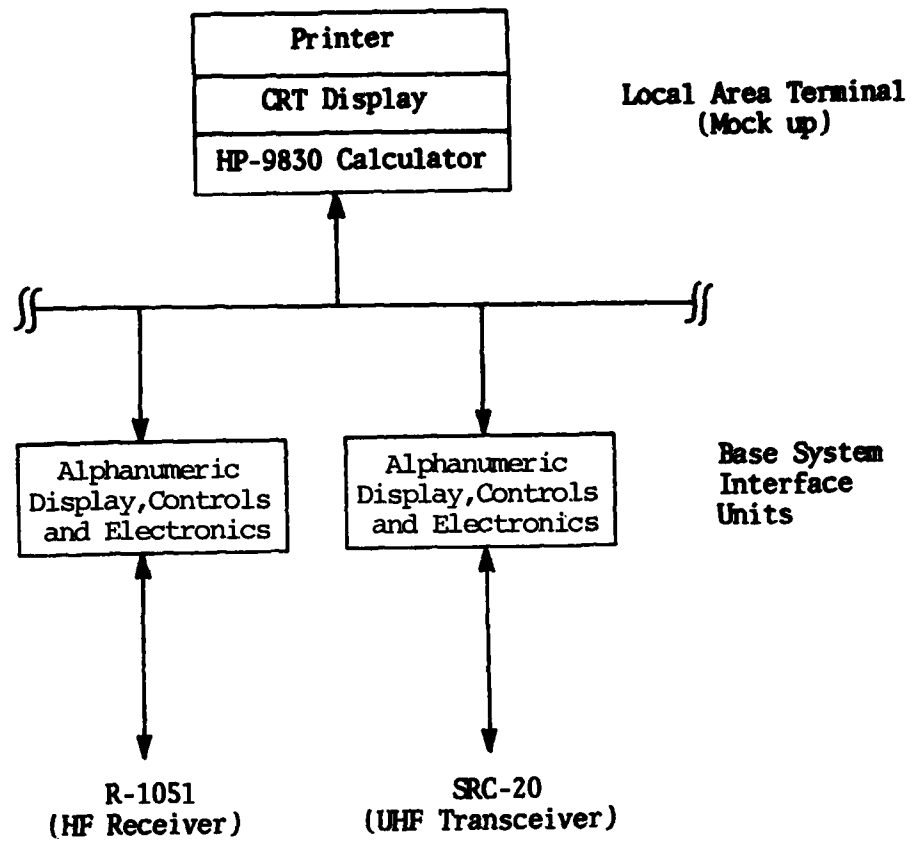 Printer
CRT Display
HP-9830 Calculator
Local Area Terminal
(Mock up)
Alphanumeric
Display,Controls
and Electronics
Alphanumeric
Display,Controls
and Electronics
Base System
Interface
Units
R-1051
(HF Receiver)
SRC-20
(UHF Transceiver)